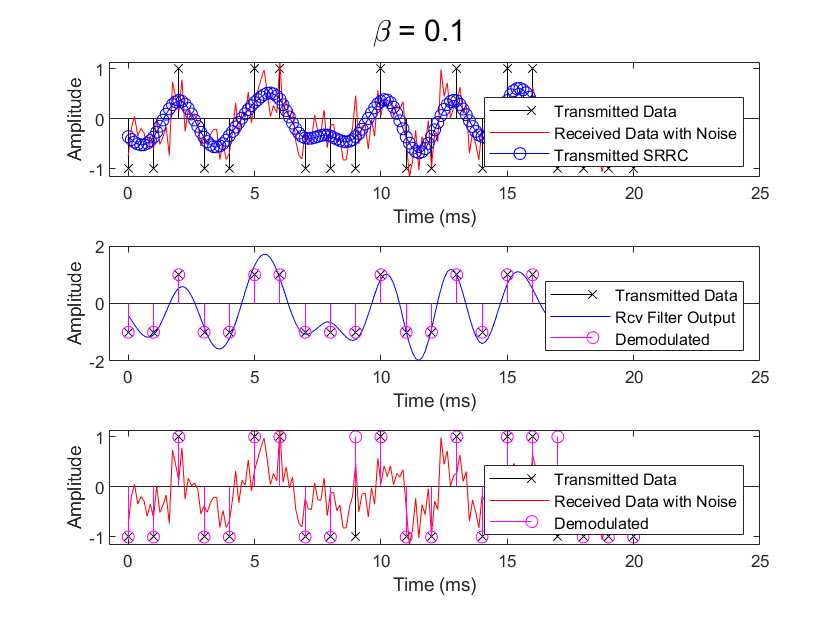 β = 0.1
1
0
-1
Amplitude
Transmitted Data
Received Data with Noise
Transmitted SRRC
0 5 10 15 20 25
Time (ms)
2
0
-2
Amplitude
Transmitted Data
Rcv Filter Output
Demodulated
0 5 10 15 20 25
Time (ms)
1
0
-1
Amplitude
Transmitted Data
Received Data with Noise
Demodulated
0 5 10 15 20 25
Time (ms)